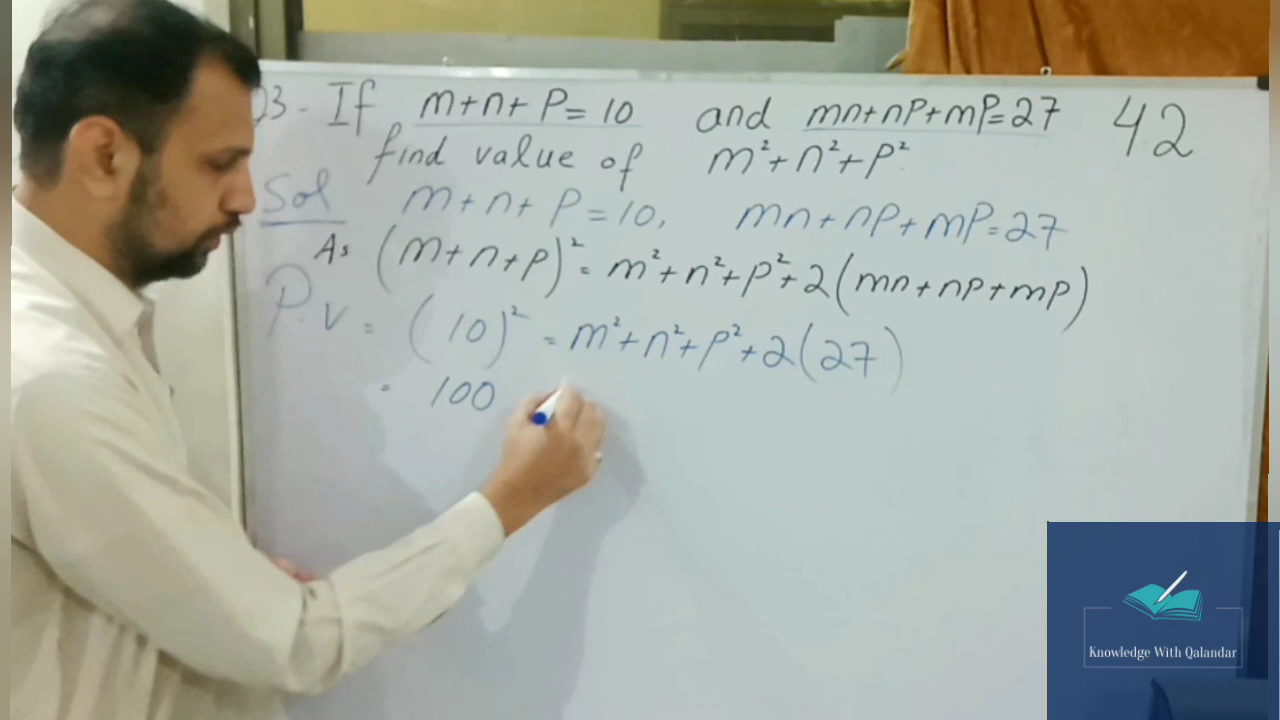 Q3 - If m+n+P=10 and mn+nP+mP=27 42
find value of m²+n²+P²
Sol m+n+P=10, mn+nP+mP=27
As (m+n+p)² = m²+n²+p²+2(mn+np+mp)
P.V = (10)² = m²+n²+p²+2(27)
100
Knowledge With Qalandar